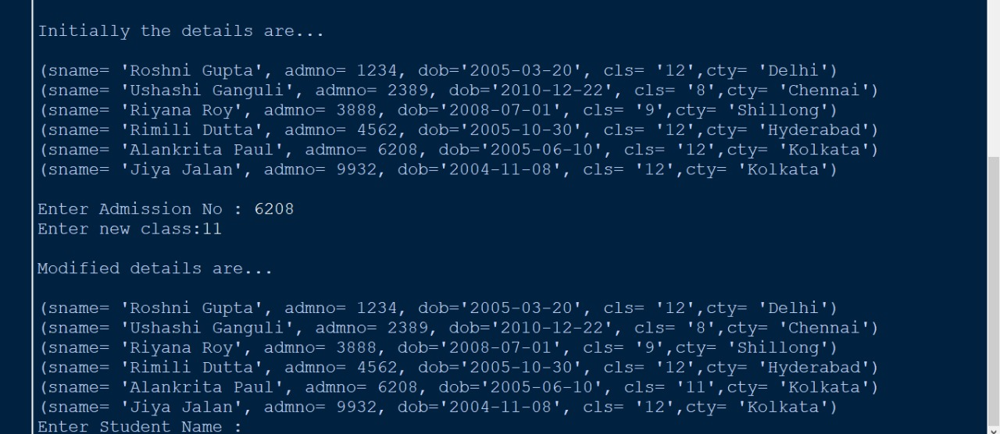 Initially the details are...
(sname= 'Roshni Gupta', admno= 1234, dob='2005-03-20', cls= '12',cty= 'Delhi')
(sname= 'Ushashi Ganguli', admno= 2389, dob='2010-12-22', cls= '8',cty= 'Chennai')
(sname= 'Riyana Roy', admno= 3888, dob='2008-07-01', cls= '9',cty= 'Shillong')
(sname= 'Rimili Dutta', admno= 4562, dob='2005-10-30', cls= '12',cty= 'Hyderabad')
(sname= 'Alankrita Paul', admno= 6208, dob='2005-06-10', cls= '12',cty= 'Kolkata')
(sname= 'Jiya Jalan', admno= 9932, dob='2004-11-08', cls= '12',cty= 'Kolkata')
Enter Admission No : 6208
Enter new class:11
Modified details are...
(sname= 'Roshni Gupta', admno= 1234, dob='2005-03-20', cls= '12',cty= 'Delhi')
(sname= 'Ushashi Ganguli', admno= 2389, dob='2010-12-22', cls= '8',cty= 'Chennai')
(sname= 'Riyana Roy', admno= 3888, dob='2008-07-01', cls= '9',cty= 'Shillong')
(sname= 'Rimili Dutta', admno= 4562, dob='2005-10-30', cls= '12',cty= 'Hyderabad')
(sname= 'Alankrita Paul', admno= 6208, dob='2005-06-10', cls= '11',cty= 'Kolkata')
(sname= 'Jiya Jalan', admno= 9932, dob='2004-11-08', cls= '12',cty= 'Kolkata')
Enter Student Name :